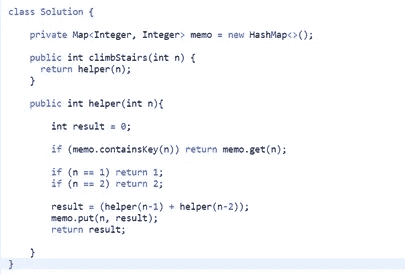 class Solution {
private Map<Integer, Integer> memo = new HashMap<>();
public int climbStairs(int n) {
return helper(n);
}
public int helper(int n){
int result = 0;
if (memo.containsKey(n)) return memo.get(n);
if (n == 1) return 1;
if (n == 2) return 2;
result = (helper(n-1) + helper(n-2));
memo.put(n, result);
return result;
}
}